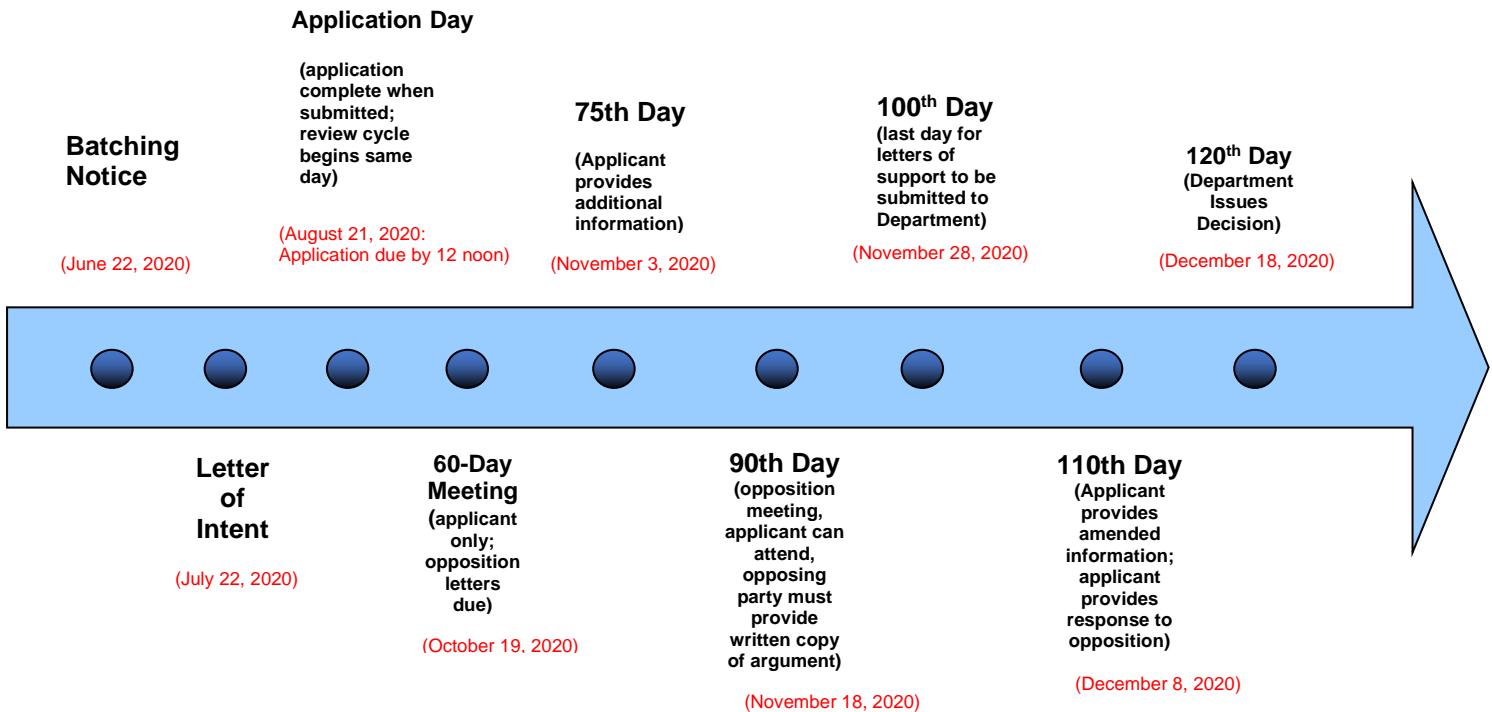 Batching
Notice
(June 22, 2020)
Letter
of
Intent
(July 22, 2020)
Application Day
(application
complete when
submitted;
review cycle
begins same
day)
(August 21, 2020:
Application due by 12 noon)
60-Day
Meeting
(applicant
only;
opposition
letters
due)
(October 19, 2020)
75th Day
(Applicant
provides
additional
information)
(November 3, 2020)
90th Day
(opposition
meeting,
applicant can
attend,
opposing
party must
provide
written copy
of argument)
(November 18, 2020)
100th Day
(last day for
letters of
support to be
submitted to
Department)
(November 28, 2020)
110th Day
(Applicant
provides
amended
information;
applicant
provides
response to
opposition)
(December 8, 2020)
120th Day
(Department
Issues
Decision)
(December 18, 2020)